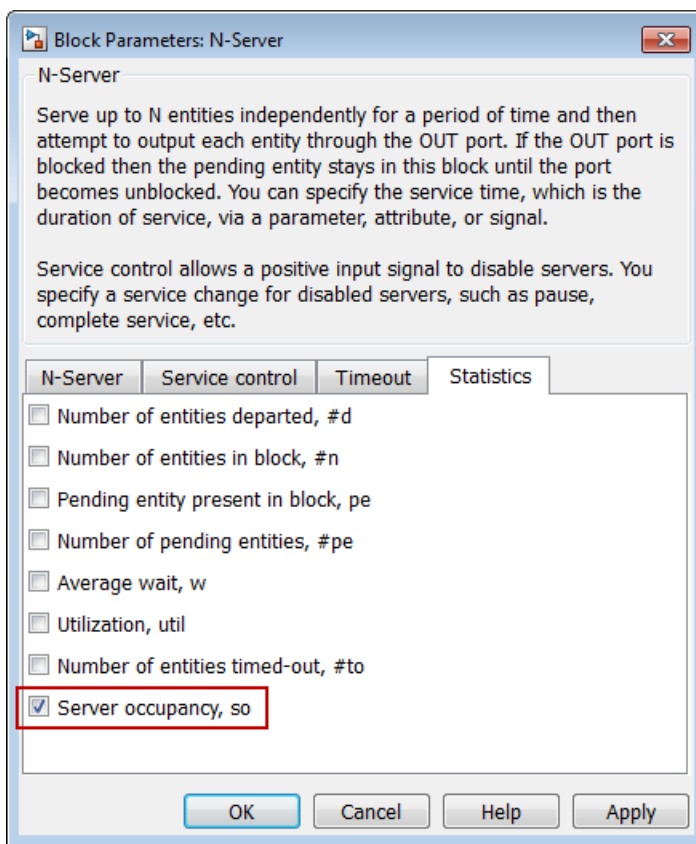 Block Parameters: N-Server
N-Server
Serve up to N entities independently for a period of time and then
attempt to output each entity through the OUT port. If the OUT port is
blocked then the pending entity stays in this block until the port
becomes unblocked. You can specify the service time, which is the
duration of service, via a parameter, attribute, or signal.
Service control allows a positive input signal to disable servers. You
specify a service change for disabled servers, such as pause,
complete service, etc.
N-Server Service control Timeout Statistics
Number of entities departed, #d
Number of entities in block, #n
Pending entity present in block, pe
Number of pending entities, #pe
Average wait, w
Utilization, util
Number of entities timed-out, #to
Server occupancy, so
OK Cancel Help Apply